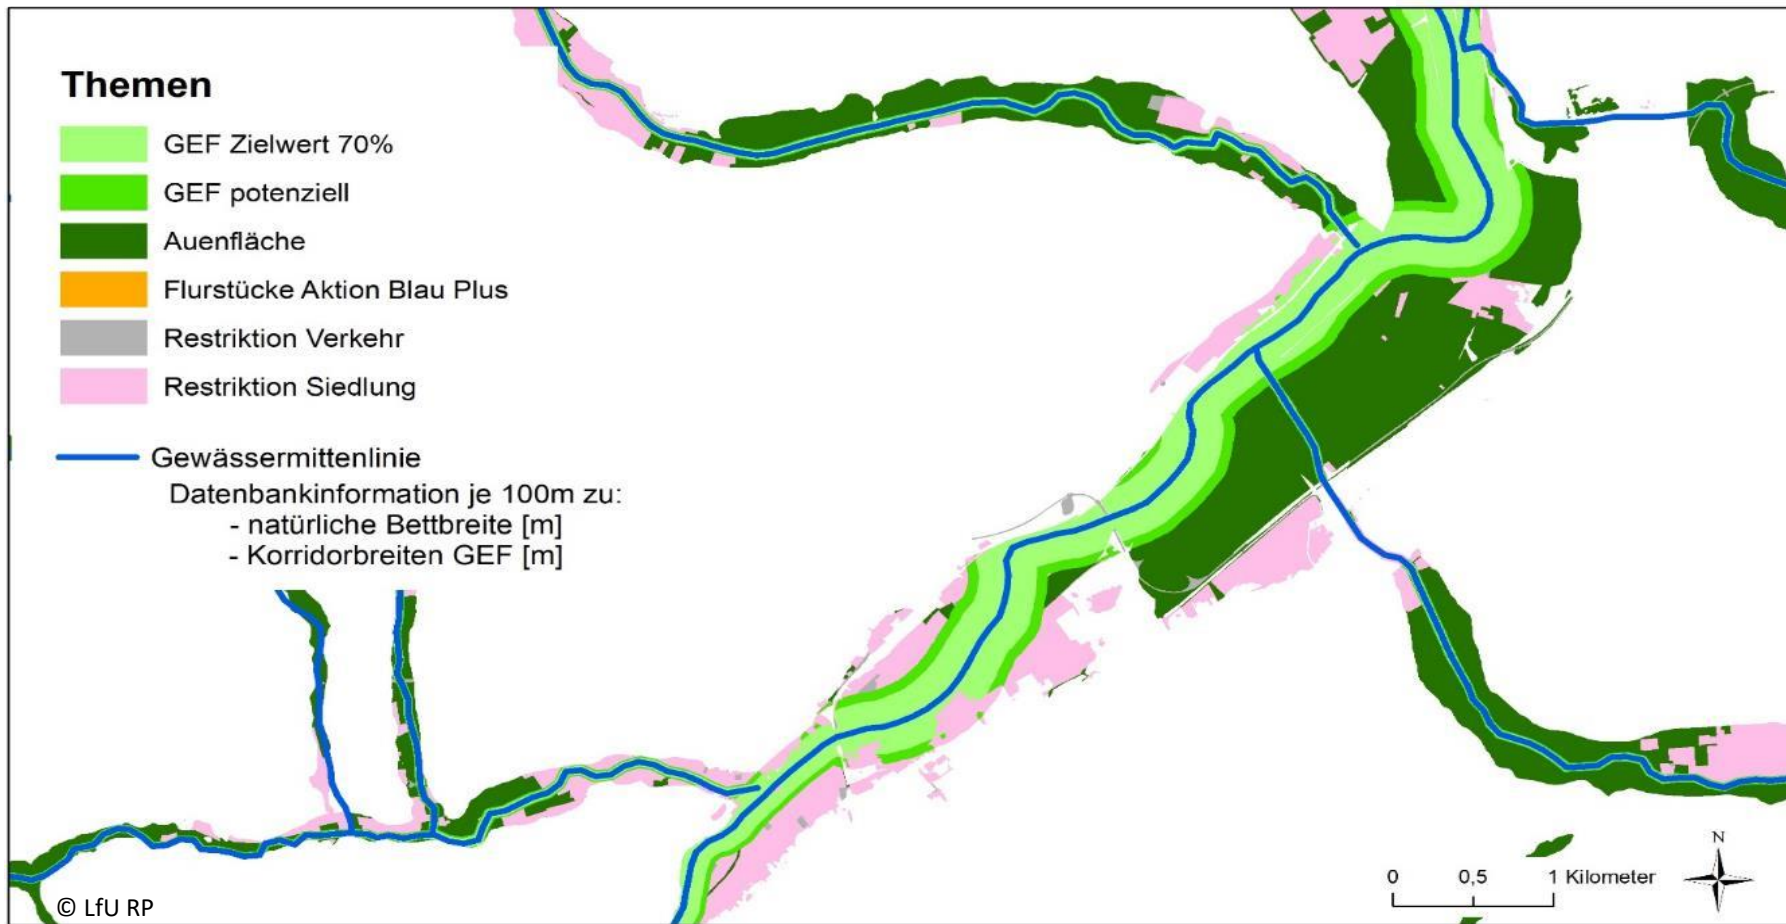 Themen
GEF Zielwert 70%
GEF potenziell
Auenfläche
Flurstücke Aktion Blau Plus
Restriktion Verkehr
Restriktion Siedlung
Gewässermittenlinie
Datenbankinformation je 100m zu:
- natürliche Bettbreite [m]
- Korridorbreiten GEF [m]
N
0 0,5 1 Kilometer
© LfU RP